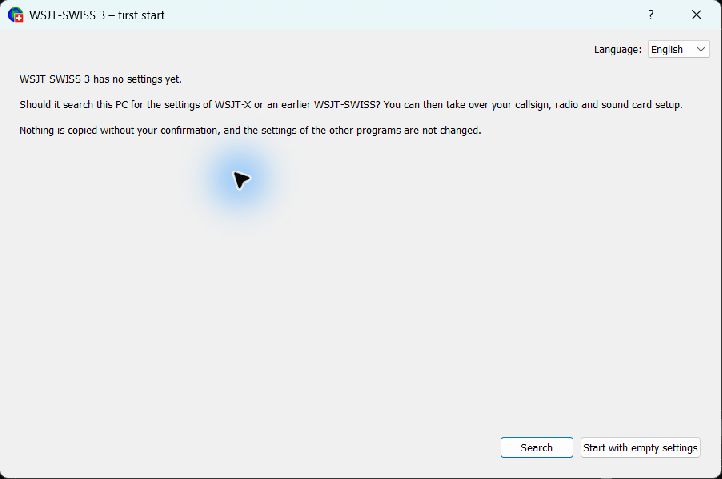 WSJT-SWISS 3 – first start
Language: English
WSJT-SWISS 3 has no settings yet.
Should it search this PC for the settings of WSJT-X or an earlier WSJT-SWISS? You can then take over your callsign, radio and sound card setup.
Nothing is copied without your confirmation, and the settings of the other programs are not changed.
Search Start with empty settings